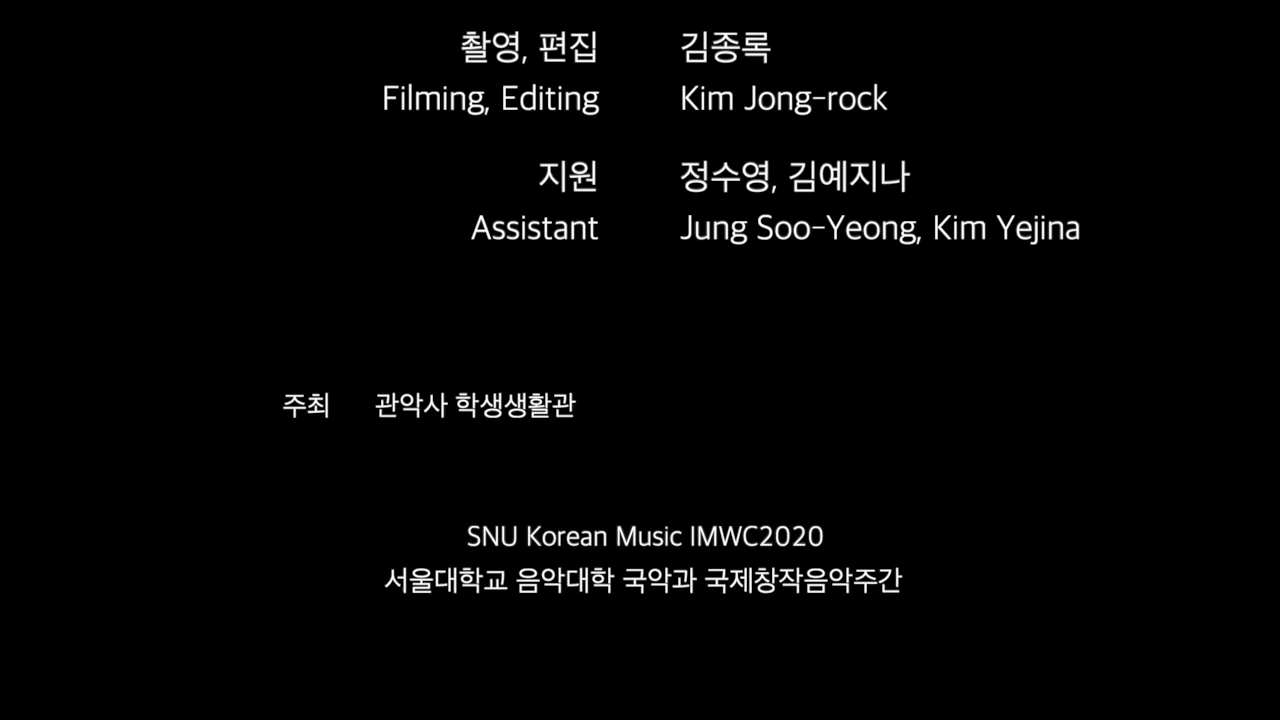 촬영, 편집 김종록
Filming, Editing Kim Jong-rock
지원 정수영, 김예지나
Assistant Jung Soo-Yeong, Kim Yejina
주최 관악사 학생생활관
SNU Korean Music IMWC2020
서울대학교 음악대학 국악과 국제창작음악주간